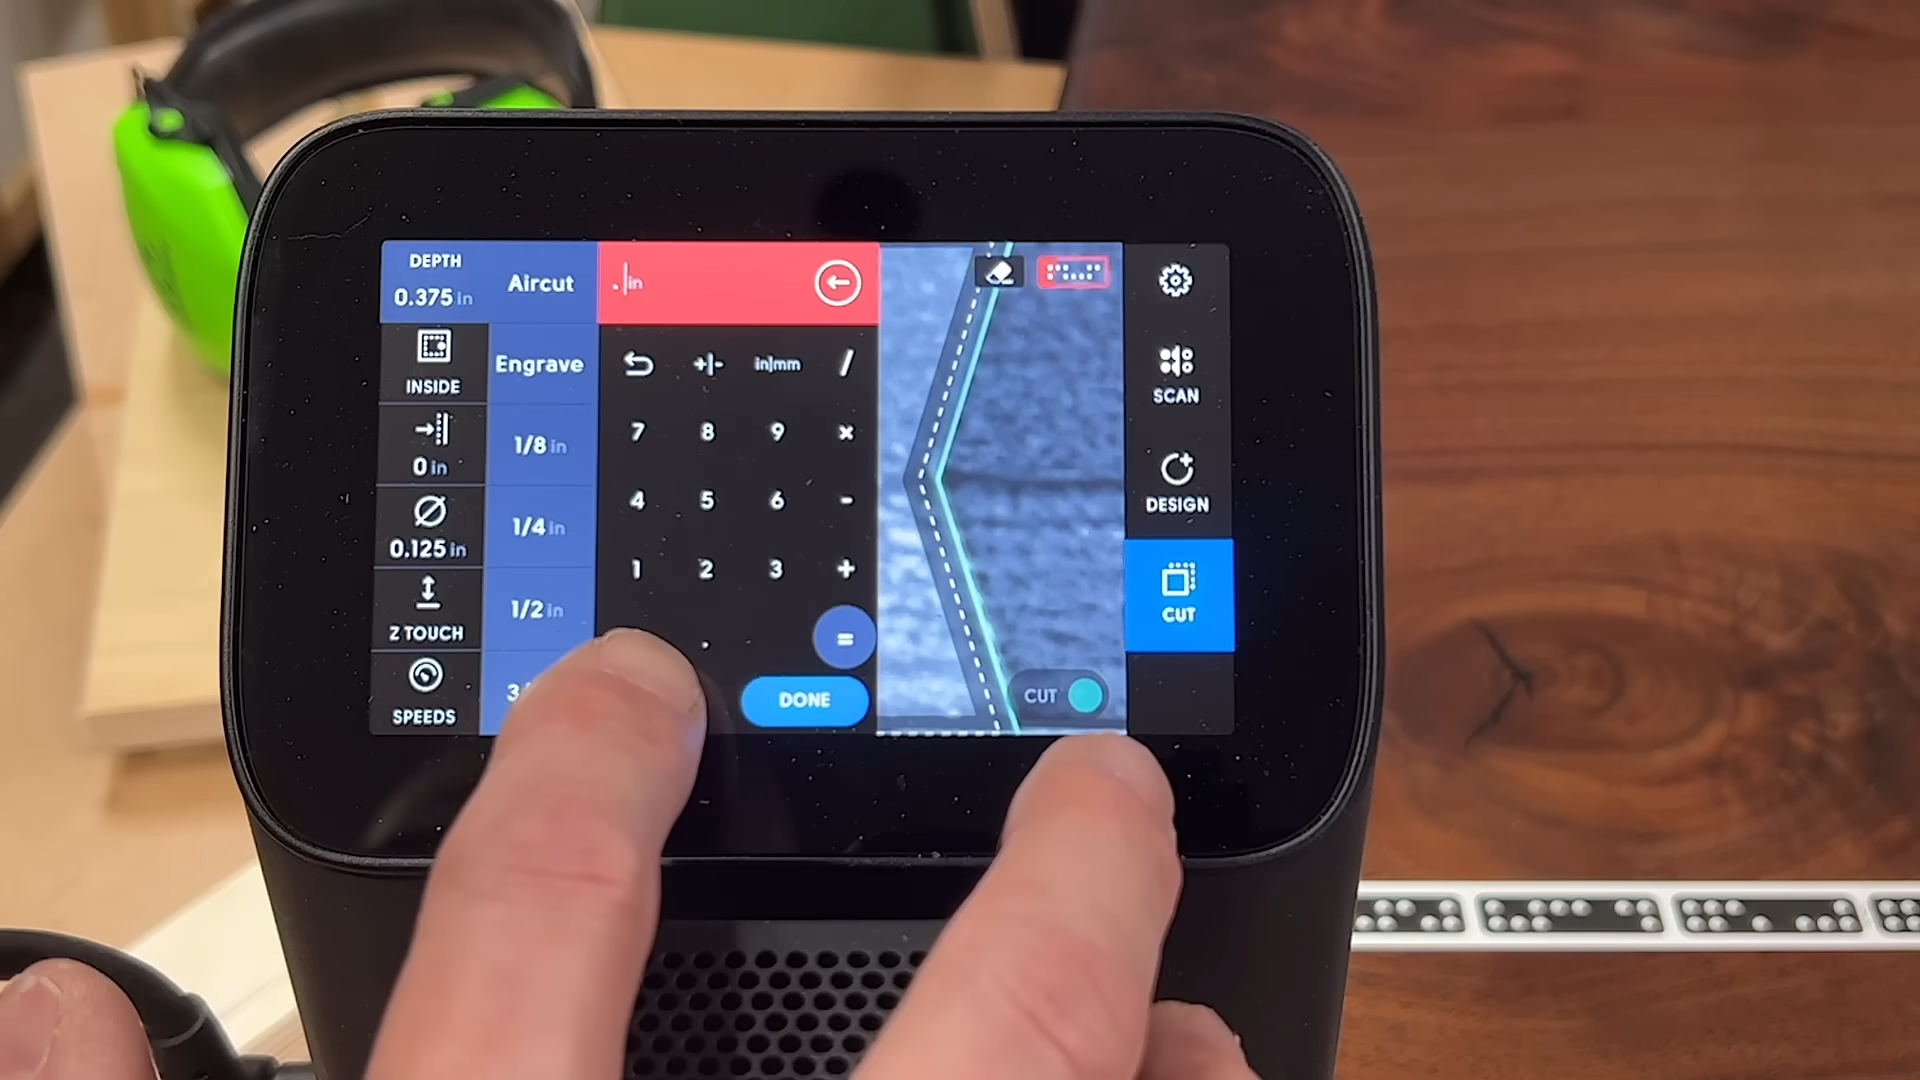 DEPTH
0.375 in
Aircut
. in
INSIDE
Engrave
in|mm
/
0 in
1/8 in
7 8 9 ×
0.125 in
1/4 in
4 5 6 -
Z TOUCH
1/2 in
1 2 3 +
SPEEDS
3
. =
DONE
CUT
SCAN
DESIGN
CUT